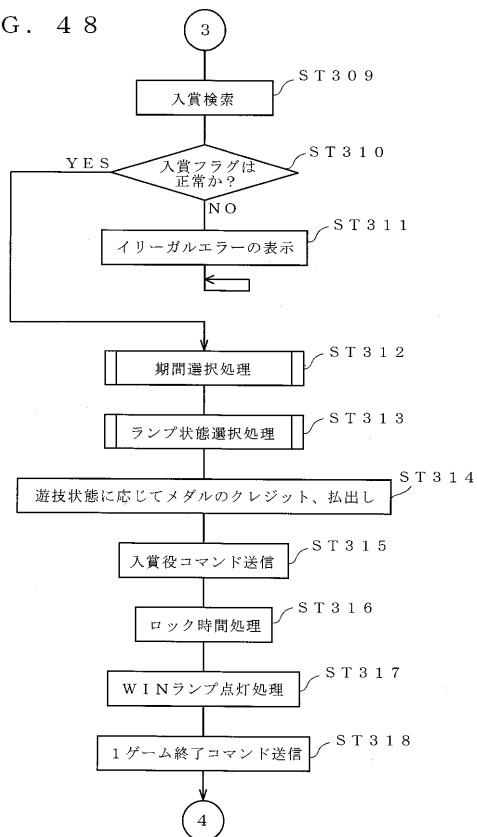 G. 48
3
ST309
入賞検索
ST310
YES
入賞フラグは
正常か?
NO
ST311
イリーガルエラーの表示
ST312
期間選択処理
ST313
ランプ状態選択処理
ST314
遊技状態に応じてメダルのクレジット、払出し
ST315
入賞役コマンド送信
ST316
ロック時間処理
ST317
WINランプ点灯処理
ST318
1ゲーム終了コマンド送信
4